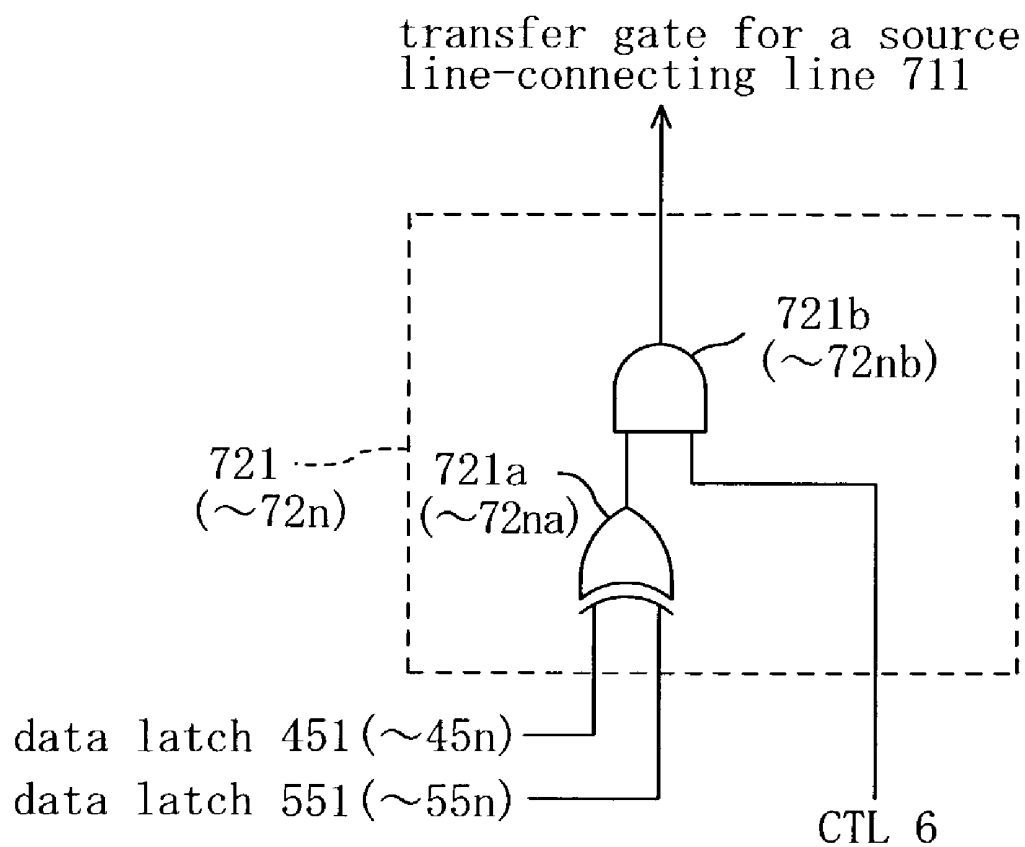 transfer gate for a source
line-connecting line 711
721b
(～72nb)
721
(～72n)
721a
(～72na)
data latch 451(～45n)
data latch 551(～55n)
CTL 6